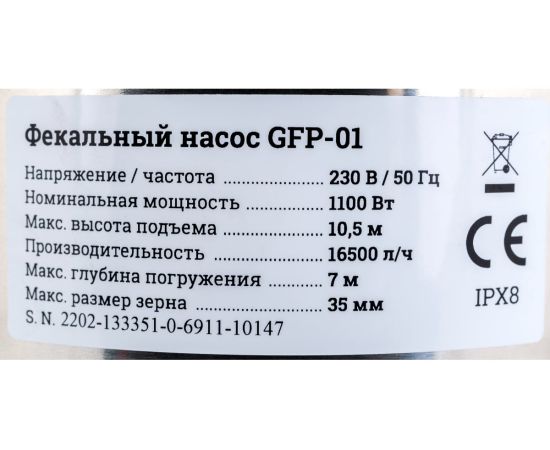 Фекальный насос GFP-01
Напряжение / частота ................ 230 В / 50 Гц
Номинальная мощность ............. 1100 Вт
Макс. высота подъема ................ 10,5 м
Производительность .................. 16500 л/ч
Макс. глубина погружения ......... 7 м
Макс. размер зерна ..................... 35 мм
S. N. 2202-133351-0-6911-10147
CE
IPX8